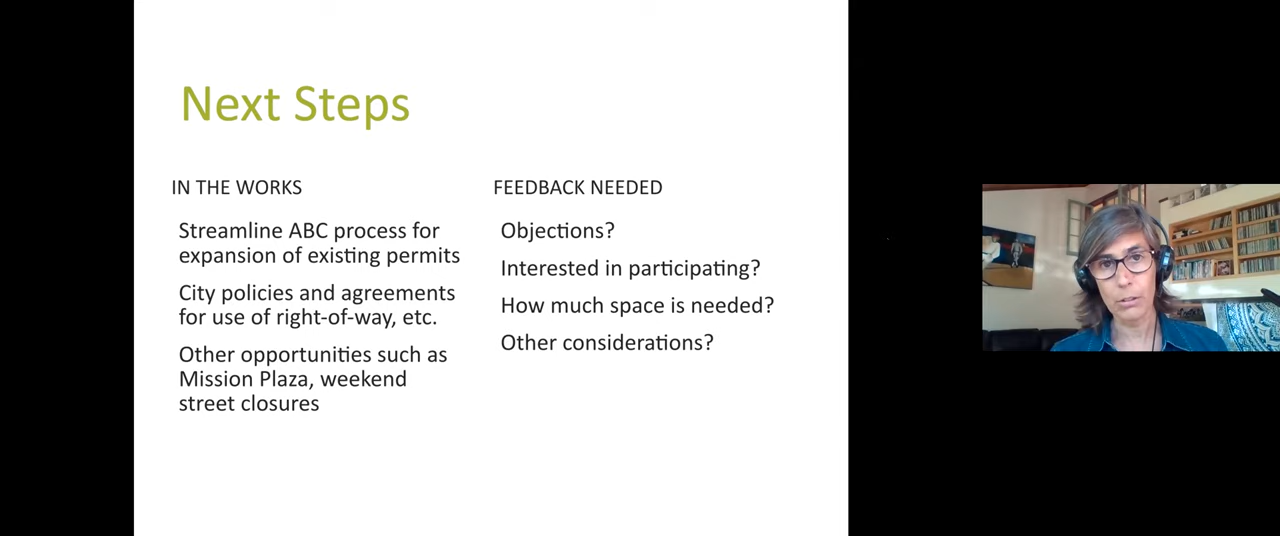 Next Steps
IN THE WORKS
Streamline ABC process for
expansion of existing permits
City policies and agreements
for use of right-of-way, etc.
Other opportunities such as
Mission Plaza, weekend
street closures
FEEDBACK NEEDED
Objections?
Interested in participating?
How much space is needed?
Other considerations?